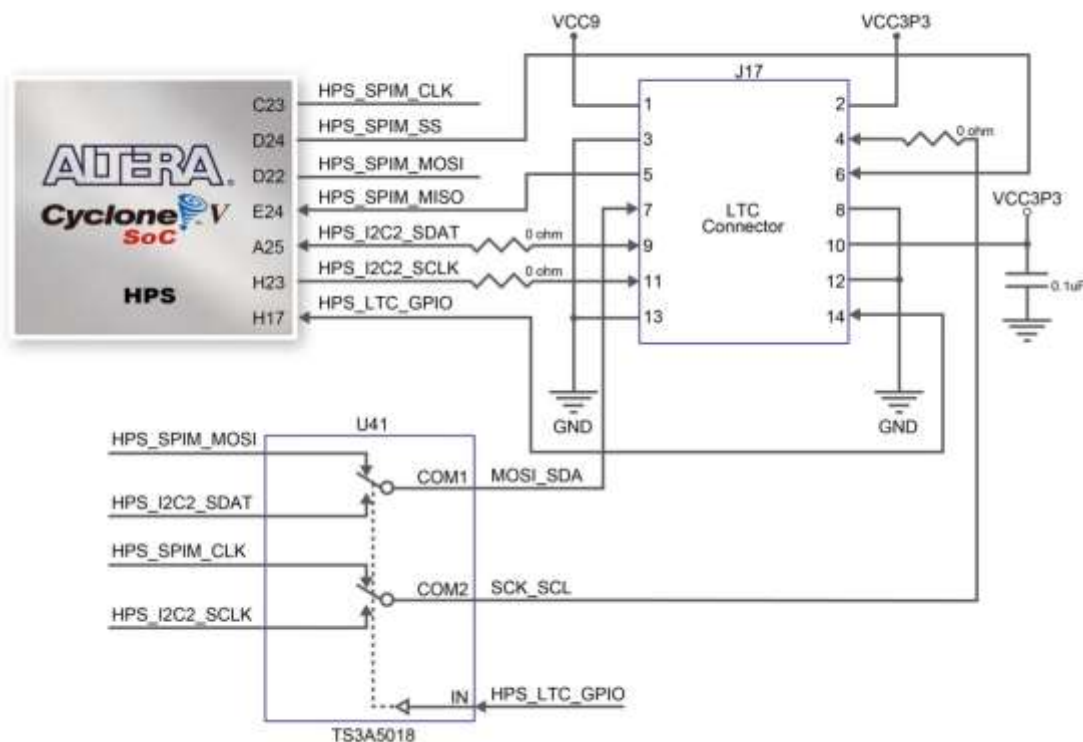 VCC9
VCC3P3
J17
HPS_SPIM_CLK
C23
1
2
HPS_SPIM_SS
D24
3
4
0 ohm
ALTERA
HPS_SPIM_MOSI
D22
5
6
HPS_SPIM_MISO
Cyclone V
SoC
E24
7
LTC
Connector
8
VCC3P3
HPS_I2C2_SDAT
0 ohm
A25
9
10
HPS_I2C2_SCLK
0 ohm
HPS
H23
11
12
0.1uF
HPS_LTC_GPIO
H17
13
14
GND
GND
U41
HPS_SPIM_MOSI
COM1
MOSI_SDA
HPS_I2C2_SDAT
HPS_SPIM_CLK
COM2
SCK_SCL
HPS_I2C2_SCLK
IN
HPS_LTC_GPIO
TS3A5018